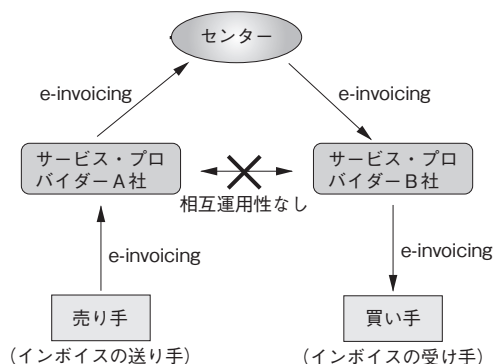 センター
e-invoicing
e-invoicing
サービス・プロ
バイダーA社
サービス・プロ
バイダーB社
相互運用性なし
e-invoicing
e-invoicing
売り手
買い手
(インボイスの送り手)
(インボイスの受け手)